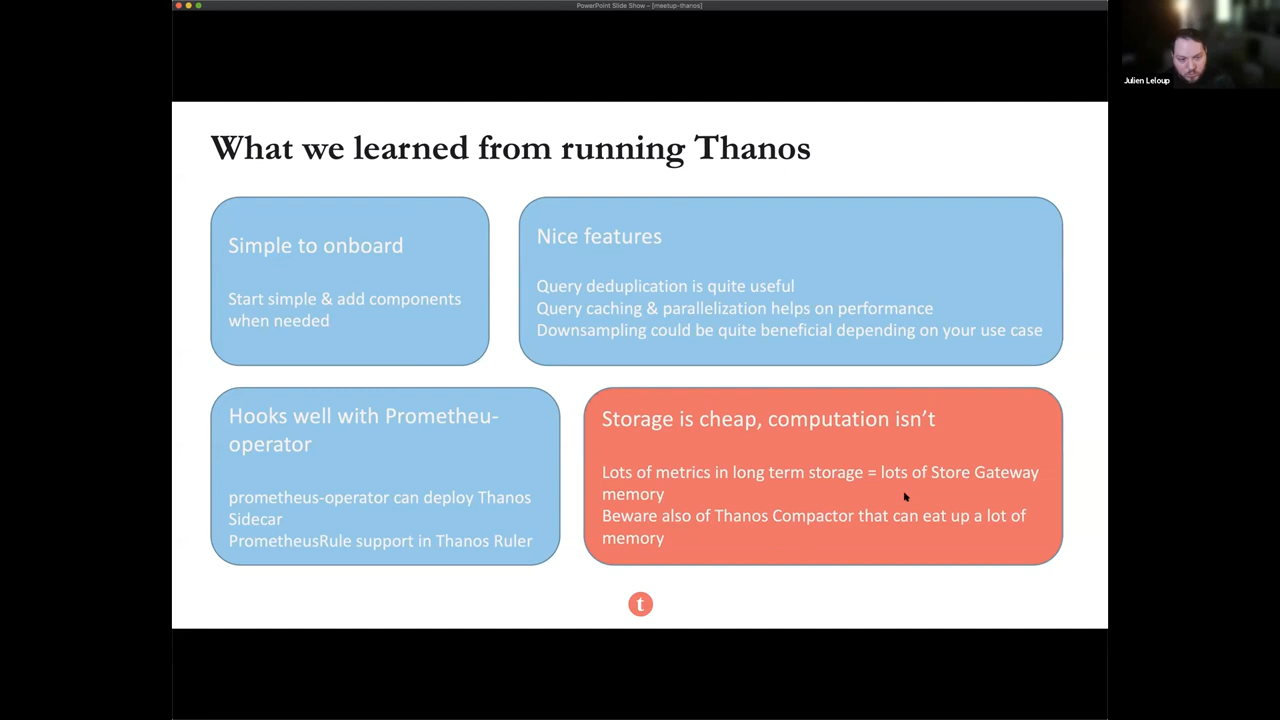 PowerPoint Slide Show – [meetup-thanos]
Julien Leloup
What we learned from running Thanos
Simple to onboard
Start simple & add components
when needed
Nice features
Query deduplication is quite useful
Query caching & parallelization helps on performance
Downsampling could be quite beneficial depending on your use case
Hooks well with Prometheu-
operator
prometheus-operator can deploy Thanos
Sidecar
PrometheusRule support in Thanos Ruler
Storage is cheap, computation isn’t
Lots of metrics in long term storage = lots of Store Gateway
memory
Beware also of Thanos Compactor that can eat up a lot of
memory
t